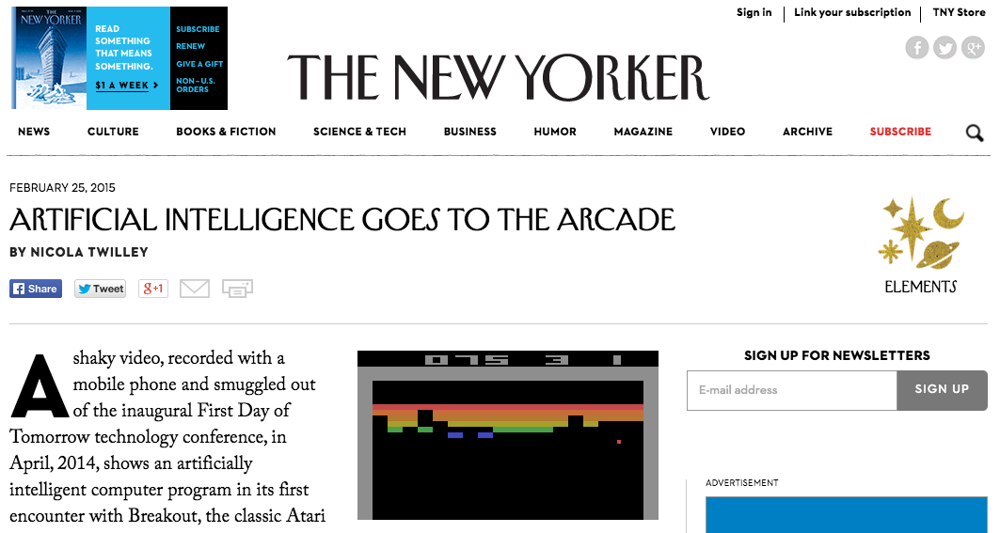 THE
NEW YORKER
READ
SOMETHING
THAT MEANS
SOMETHING.
$1 A WEEK >
SUBSCRIBE
RENEW
GIVE A GIFT
NON–U.S.
ORDERS
THE NEW YORKER
Sign in Link your subscription TNY Store
f g+
NEWS CULTURE BOOKS & FICTION SCIENCE & TECH BUSINESS HUMOR MAGAZINE VIDEO ARCHIVE SUBSCRIBE
FEBRUARY 25, 2015
ARTIFICIAL INTELLIGENCE GOES TO THE ARCADE
BY NICOLA TWILLEY
f Share Tweet g+1
ELEMENTS
A shaky video, recorded with a
mobile phone and smuggled out
of the inaugural First Day of
Tomorrow technology conference, in
April, 2014, shows an artificially
intelligent computer program in its first
encounter with Breakout, the classic Atari
075 3 1
SIGN UP FOR NEWSLETTERS
E-mail address SIGN UP
ADVERTISEMENT